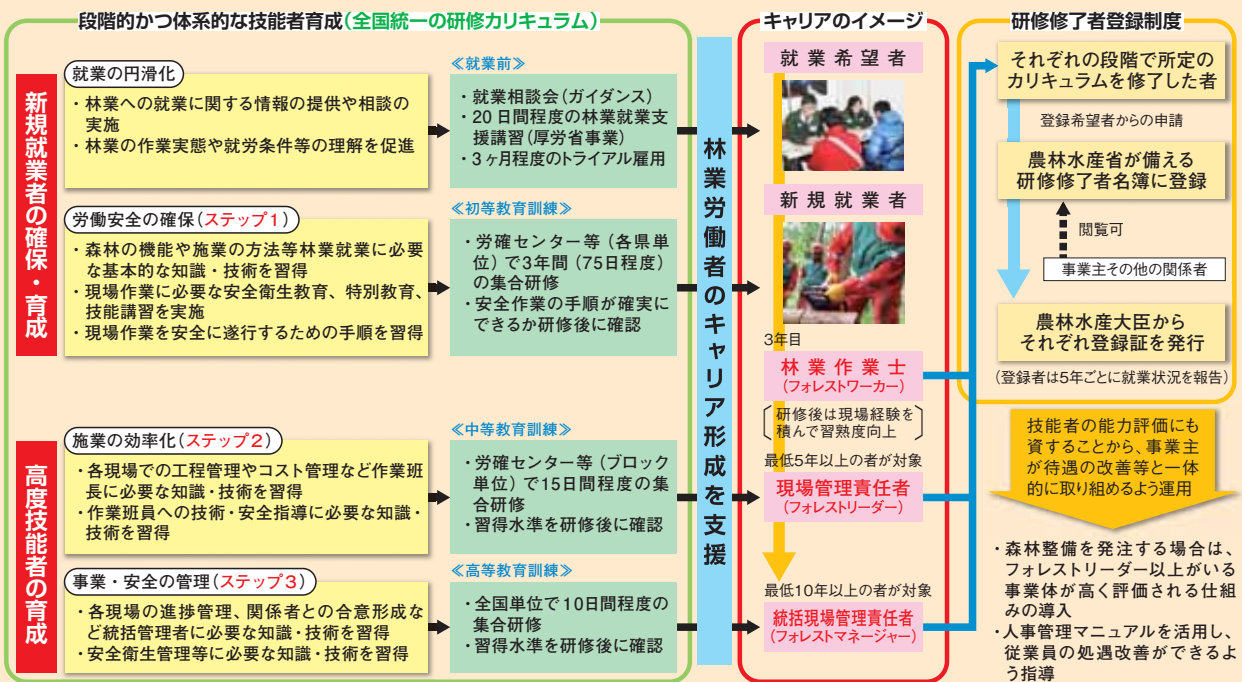 段階的かつ体系的な技能者育成(全国統一の研修カリキュラム)
新規就業者の確保・育成
就業の円滑化
・林業への就業に関する情報の提供や相談の
実施
・林業の作業実態や就労条件等の理解を促進
≪就業前≫
・就業相談会(ガイダンス)
・20日間程度の林業就業支
援講習(厚労省事業)
・3ヶ月程度のトライアル雇用
労働安全の確保(ステップ1)
・森林の機能や施業の方法等林業就業に必要
な基本的な知識・技術を習得
・現場作業に必要な安全衛生教育、特別教育、
技能講習を実施
・現場作業を安全に遂行するための手順を習得
≪初等教育訓練≫
・労確センター等(各県単
位)で3年間(75日程度)
の集合研修
・安全作業の手順が確実に
できるか研修後に確認
高度技能者の育成
施業の効率化(ステップ2)
・各現場での工程管理やコスト管理など作業班
長に必要な知識・技術を習得
・作業班員への技術・安全指導に必要な知識・
技術を習得
≪中等教育訓練≫
・労確センター等(ブロック
単位)で15日間程度の集
合研修
・習得水準を研修後に確認
事業・安全の管理(ステップ3)
・各現場の進捗管理、関係者との合意形成な
ど統括管理者に必要な知識・技術を習得
・安全衛生管理等に必要な知識・技術を習得
≪高等教育訓練≫
・全国単位で10日間程度の
集合研修
・習得水準を研修後に確認
林業労働者のキャリア形成を支援
キャリアのイメージ
就業希望者
新規就業者
3年目
林業作業士
(フォレストワーカー)
研修後は現場経験を
積んで習熟度向上
最低5年以上の者が対象
現場管理責任者
(フォレストリーダー)
最低10年以上の者が対象
統括現場管理責任者
(フォレストマネージャー)
研修修了者登録制度
それぞれの段階で所定の
カリキュラムを修了した者
登録希望者からの申請
農林水産省が備える
研修修了者名簿に登録
閲覧可
事業主その他の関係者
農林水産大臣から
それぞれ登録証を発行
(登録者は5年ごとに就業状況を報告)
技能者の能力評価にも
資することから、事業主
が待遇の改善等と一体
的に取り組めるよう運用
・森林整備を発注する場合は、
フォレストリーダー以上がいる
事業体が高く評価される仕組
みの導入
・人事管理マニュアルを活用し、
従業員の処遇改善ができるよ
う指導